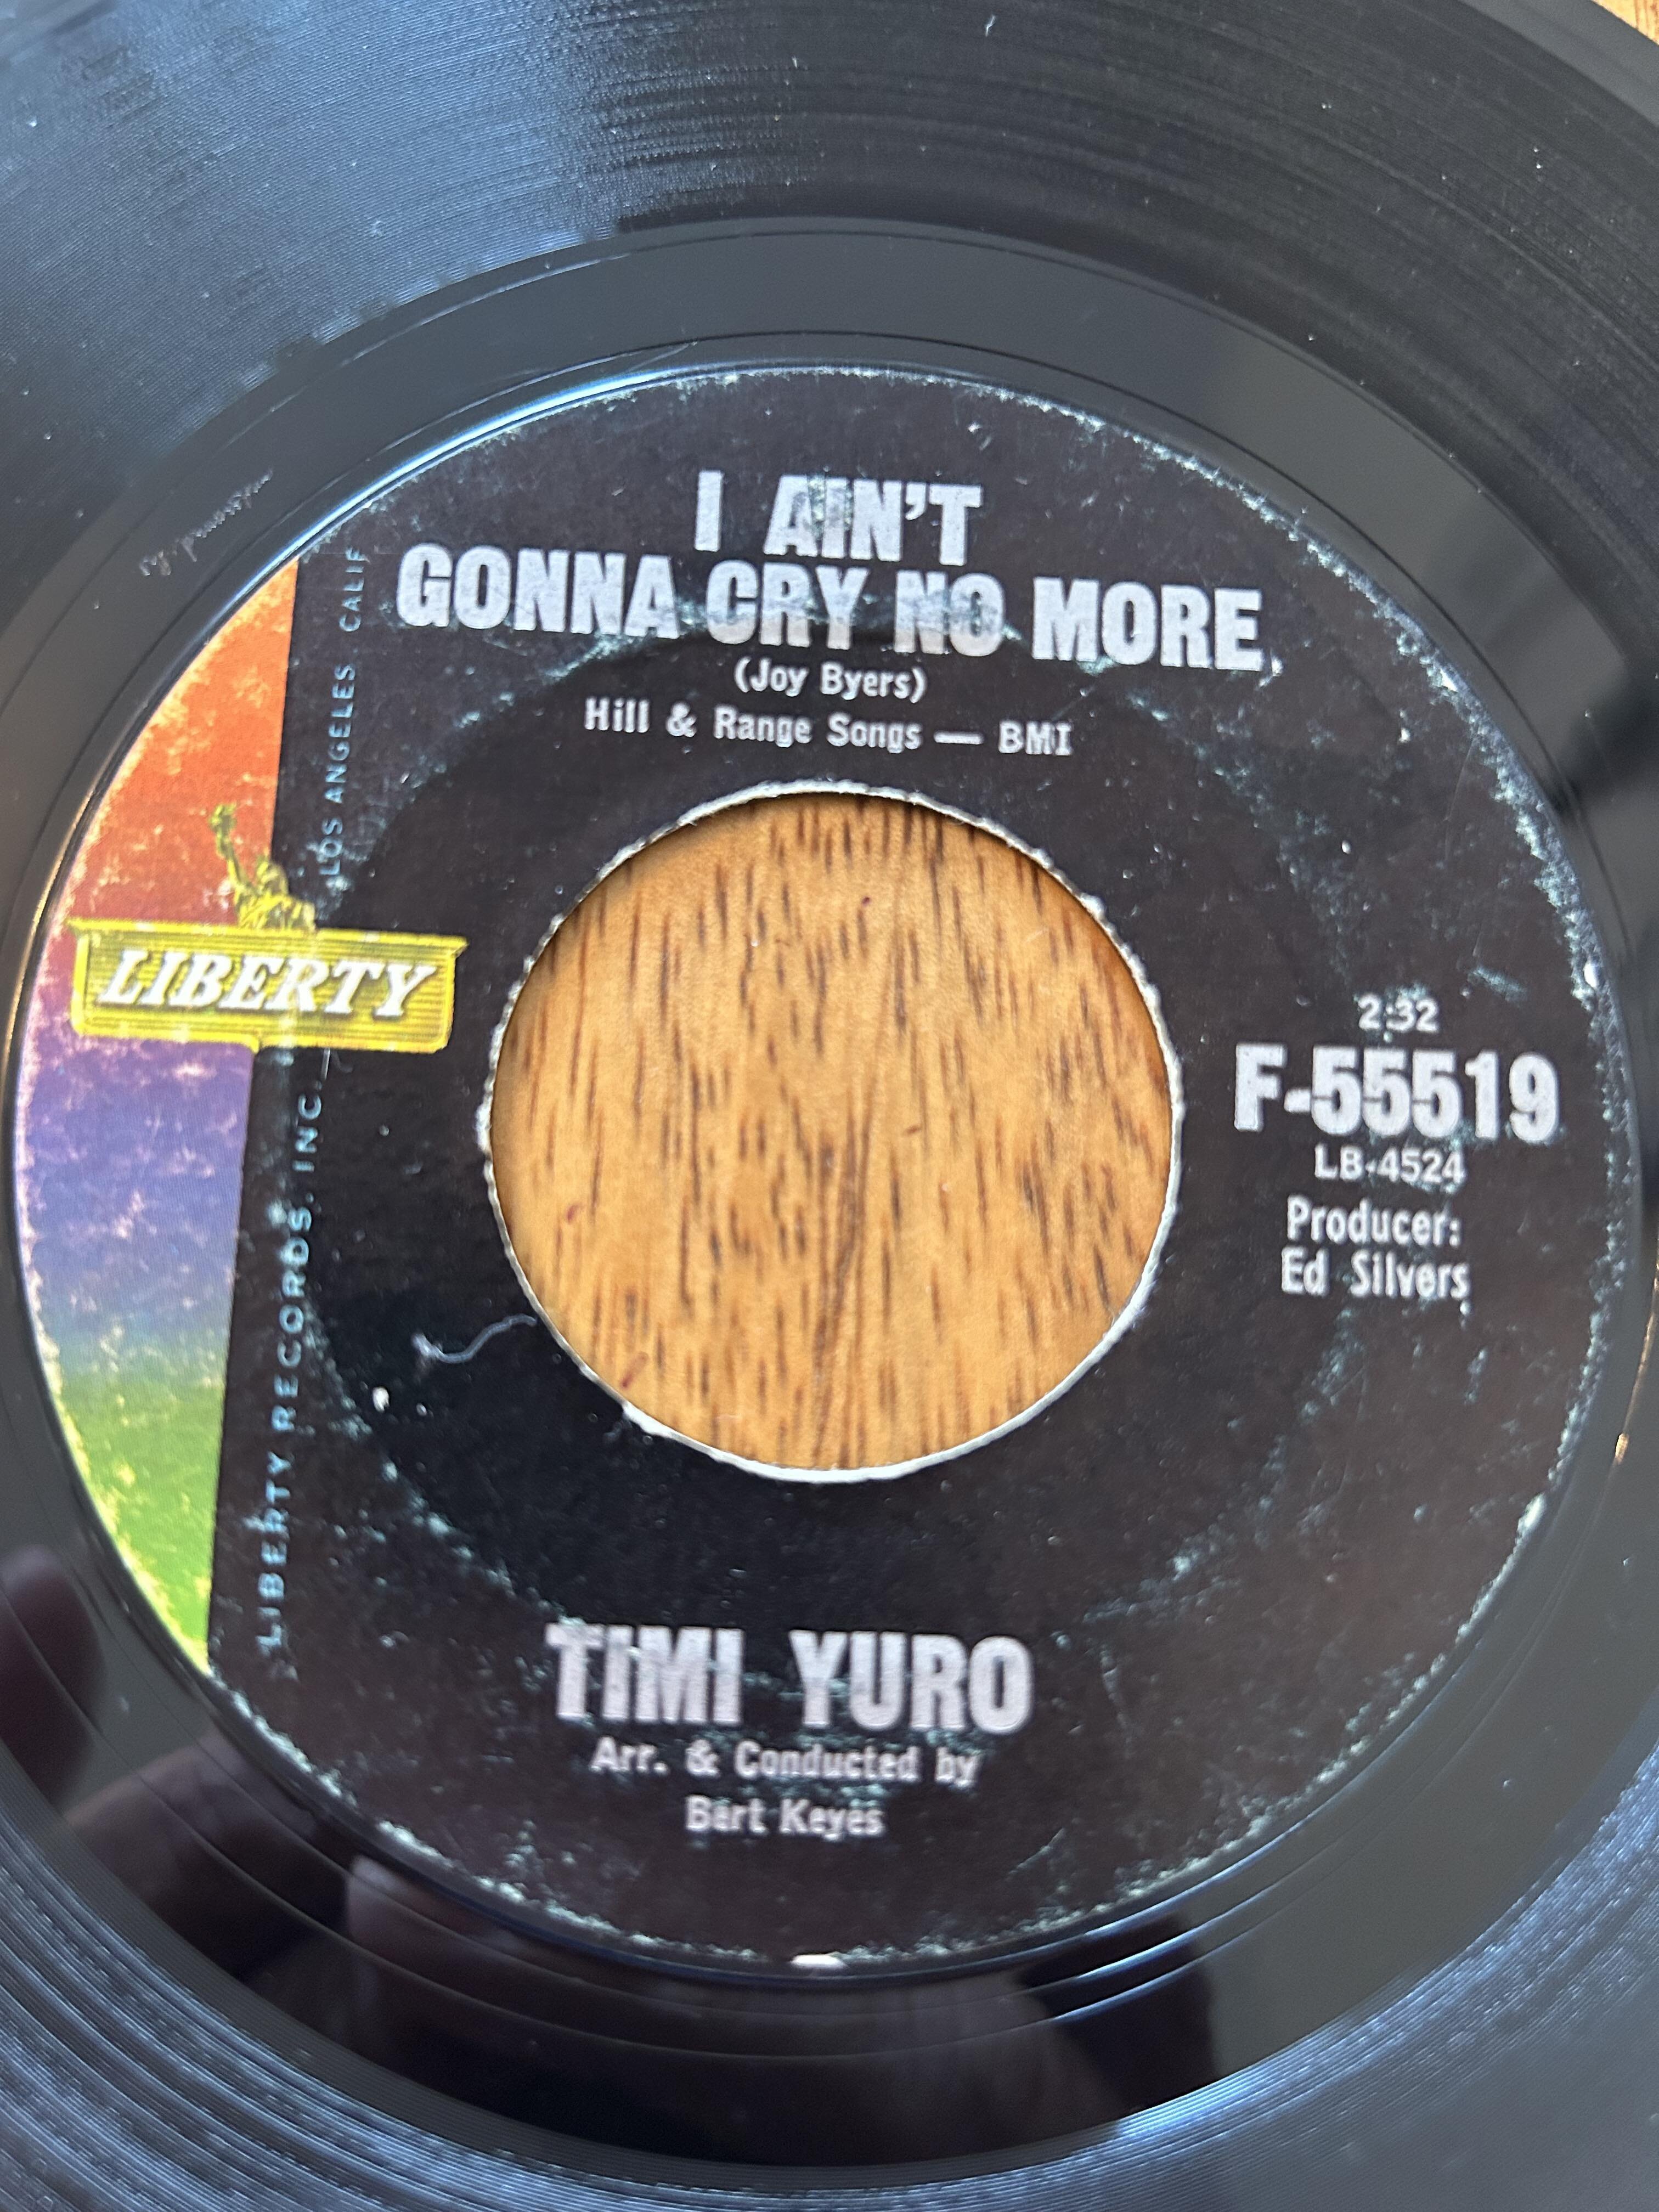 I AIN'T
GONNA CRY NO MORE
(Joy Byers)
Hill & Range Songs — BMI
LIBERTY
LIBERTY RECORDS, INC. LOS ANGELES CALIF
2:32
F-55519
LB-4524
Producer:
Ed Silvers
TIMI YURO
Arr. & Conducted by
Bert Keyes